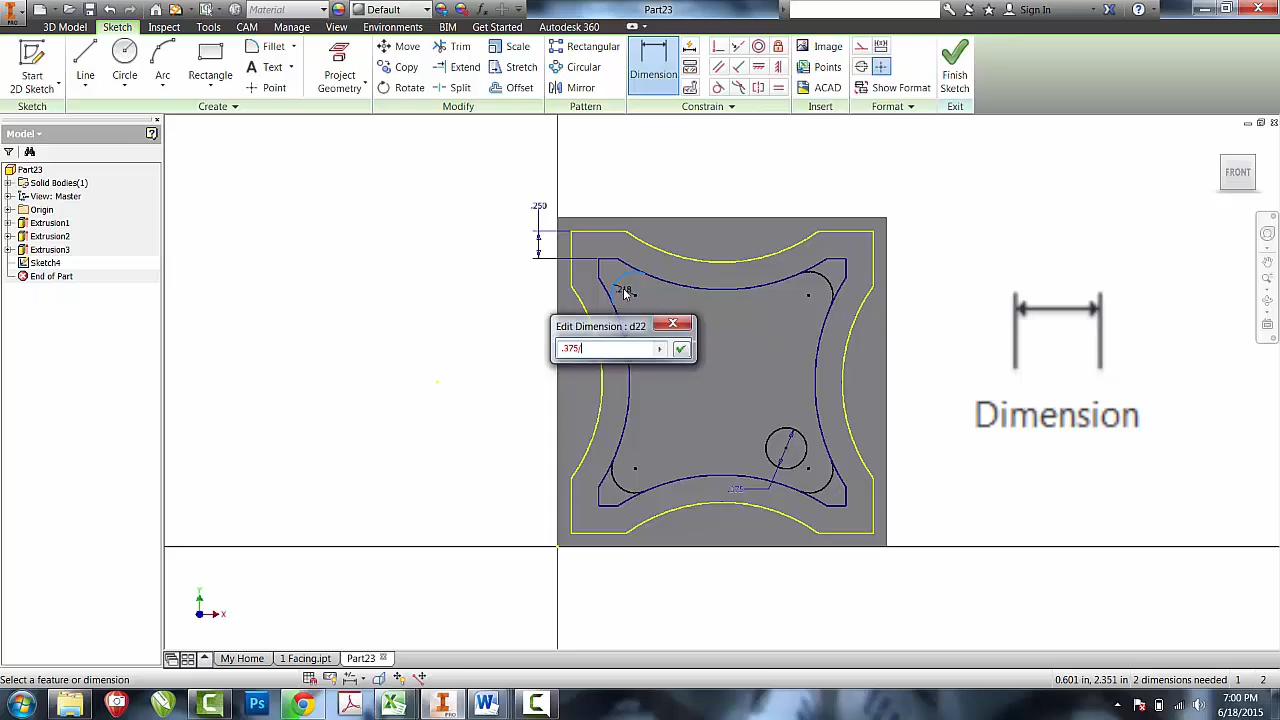 PRO
Material
Default
Part23
Sign In
3D Model
Sketch
Inspect
Tools
CAM
Manage
View
Environments
BIM
Get Started
Autodesk 360
Start
2D Sketch
Line
Circle
Arc
Rectangle
Fillet
Text
Point
Project
Geometry
Move
Copy
Rotate
Trim
Extend
Split
Scale
Stretch
Offset
Rectangular
Circular
Mirror
Dimension
Image
Points
ACAD
Show Format
Finish
Sketch
Sketch
Create
Modify
Pattern
Constrain
Insert
Format
Exit
Model
Part23
Solid Bodies(1)
View: Master
Origin
Extrusion1
Extrusion2
Extrusion3
Sketch4
End of Part
FRONT
.250
Edit Dimension : d22
.375/
.375
Dimension
Y
X
My Home
1 Facing.ipt
Part23
Select a feature or dimension
0.601 in, 2.351 in 2 dimensions needed 1 2
7:00 PM
6/18/2015